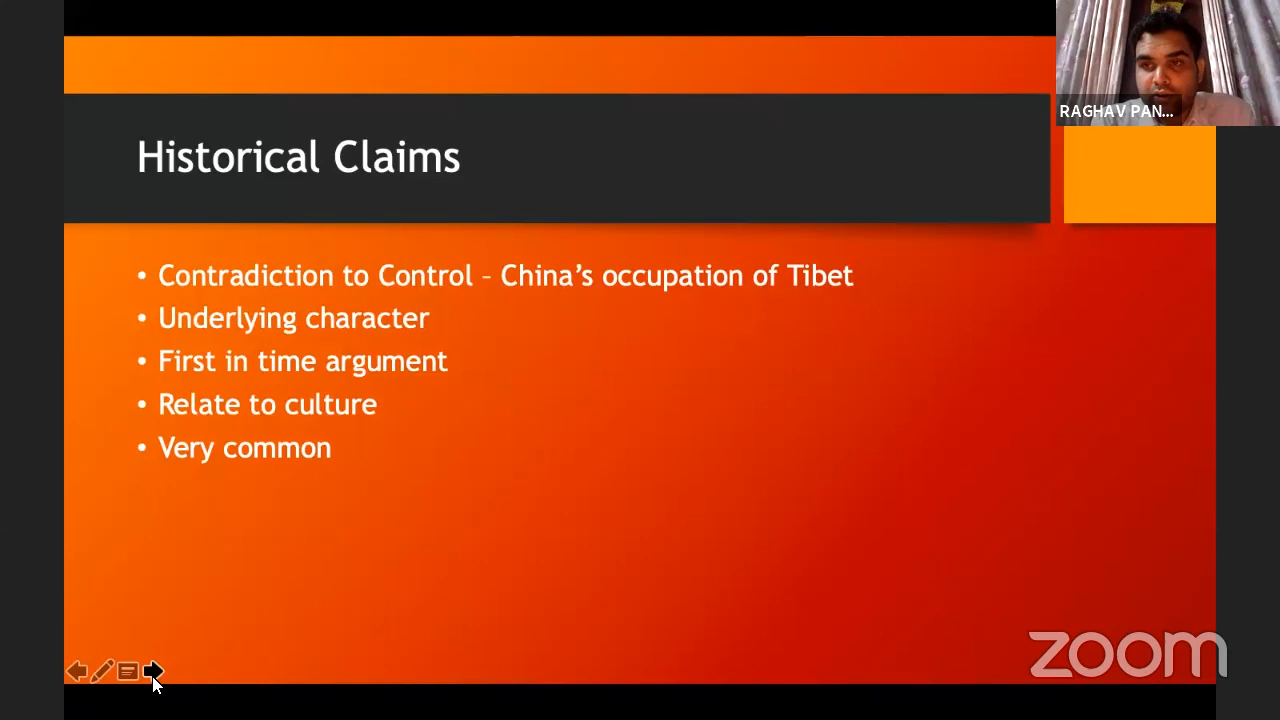 RAGHAV PAN...
Historical Claims
• Contradiction to Control – China’s occupation of Tibet
• Underlying character
• First in time argument
• Relate to culture
• Very common
zoom